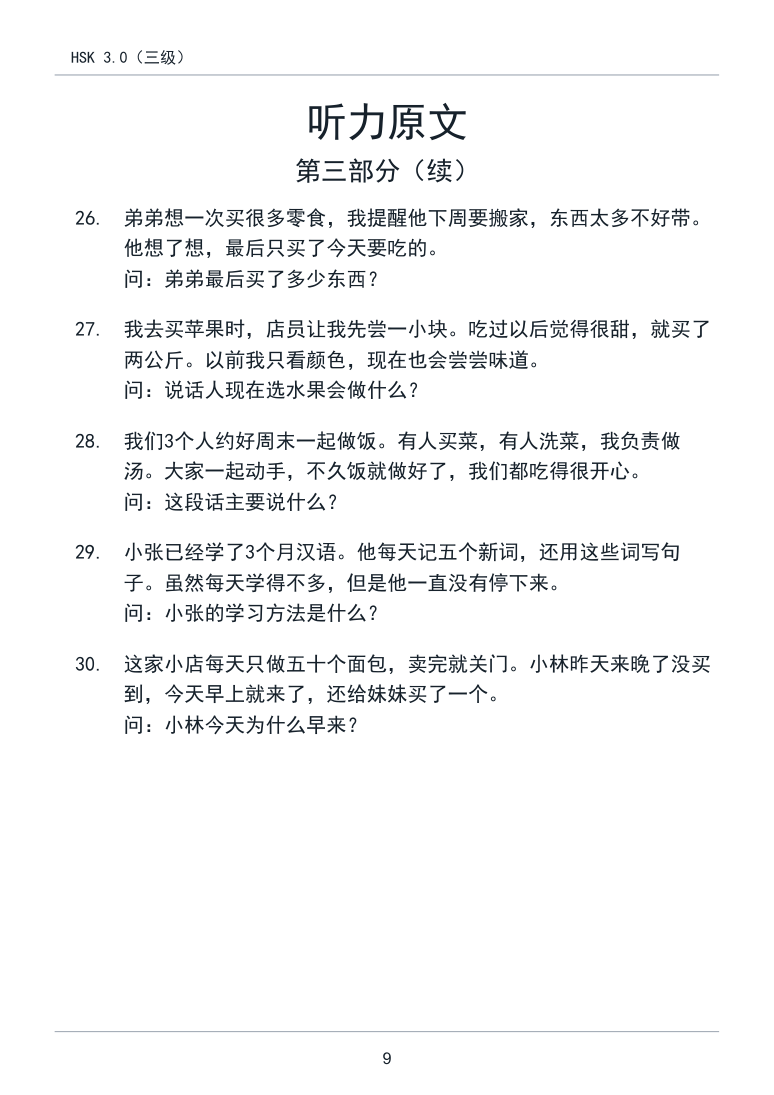 HSK 3.0（三级）
听力原文
第三部分（续）
26. 弟弟想一次买很多零食，我提醒他下周要搬家，东西太多不好带。
他想了想，最后只买了今天要吃的。
问：弟弟最后买了多少东西？
27. 我去买苹果时，店员让我先尝一小块。吃过以后觉得很甜，就买了
两公斤。以前我只看颜色，现在也会尝尝味道。
问：说话人现在选水果会做什么？
28. 我们3个人约好周末一起做饭。有人买菜，有人洗菜，我负责做
汤。大家一起动手，不久饭就做好了，我们都吃得很开心。
问：这段话主要说什么？
29. 小张已经学了3个月汉语。他每天记五个新词，还用这些词写句
子。虽然每天学得不多，但是他一直没有停下来。
问：小张的学习方法是什么？
30. 这家小店每天只做五十个面包，卖完就关门。小林昨天来晚了没买
到，今天早上就来了，还给妹妹买了一个。
问：小林今天为什么早来？
9